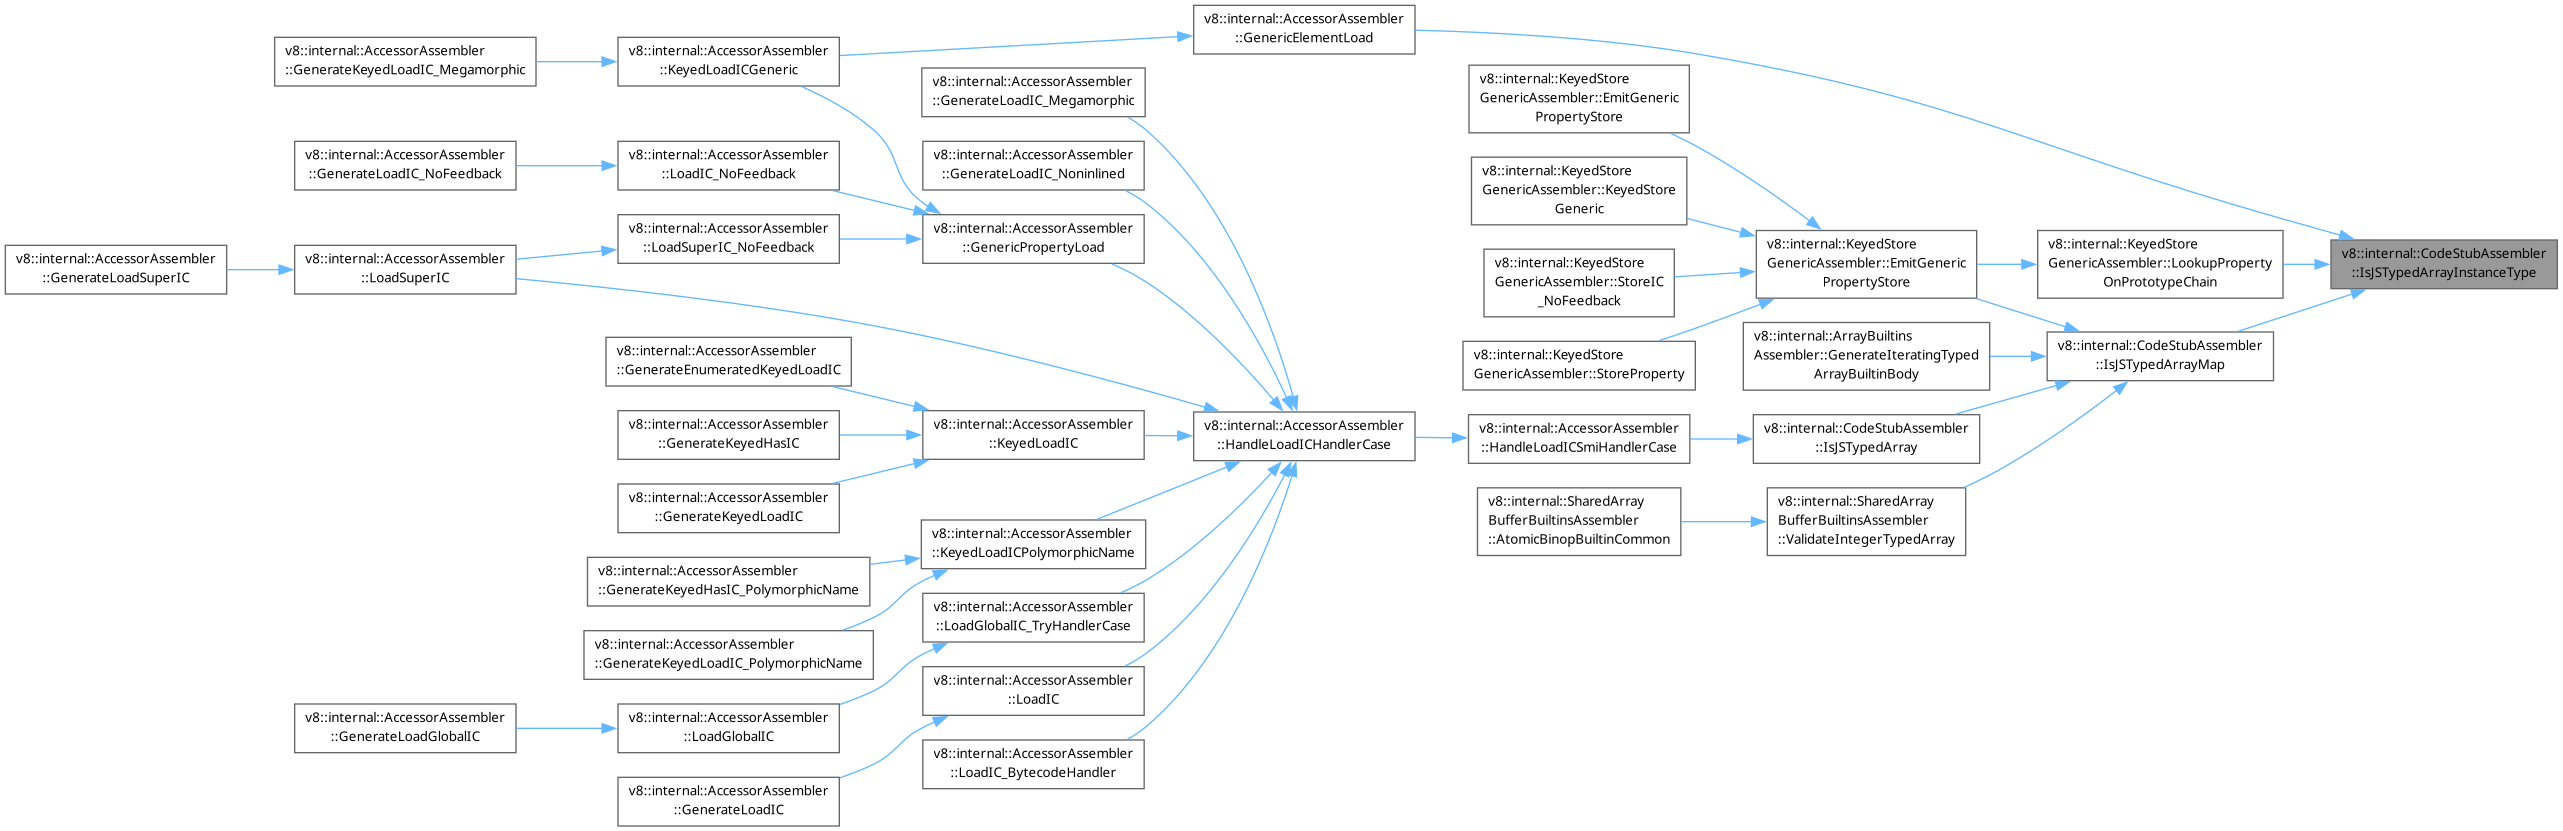 v8::internal::AccessorAssembler
::GenericElementLoad
v8::internal::AccessorAssembler
::GenerateKeyedLoadIC_Megamorphic
v8::internal::AccessorAssembler
::KeyedLoadICGeneric
v8::internal::AccessorAssembler
::GenerateLoadIC_Megamorphic
v8::internal::KeyedStore
GenericAssembler::EmitGeneric
PropertyStore
v8::internal::AccessorAssembler
::GenerateLoadIC_NoFeedback
v8::internal::AccessorAssembler
::LoadIC_NoFeedback
v8::internal::AccessorAssembler
::GenerateLoadIC_Noninlined
v8::internal::KeyedStore
GenericAssembler::KeyedStore
Generic
v8::internal::AccessorAssembler
::GenerateLoadSuperIC
v8::internal::AccessorAssembler
::LoadSuperIC
v8::internal::AccessorAssembler
::LoadSuperIC_NoFeedback
v8::internal::AccessorAssembler
::GenericPropertyLoad
v8::internal::KeyedStore
GenericAssembler::StoreIC
_NoFeedback
v8::internal::KeyedStore
GenericAssembler::EmitGeneric
PropertyStore
v8::internal::KeyedStore
GenericAssembler::LookupProperty
OnPrototypeChain
v8::internal::CodeStubAssembler
::IsJSTypedArrayInstanceType
v8::internal::AccessorAssembler
::GenerateEnumeratedKeyedLoadIC
v8::internal::KeyedStore
GenericAssembler::StoreProperty
v8::internal::ArrayBuiltins
Assembler::GenerateIteratingTyped
ArrayBuiltinBody
v8::internal::CodeStubAssembler
::IsJSTypedArrayMap
v8::internal::AccessorAssembler
::GenerateKeyedHasIC
v8::internal::AccessorAssembler
::KeyedLoadIC
v8::internal::AccessorAssembler
::HandleLoadICHandlerCase
v8::internal::AccessorAssembler
::HandleLoadICSmiHandlerCase
v8::internal::CodeStubAssembler
::IsJSTypedArray
v8::internal::AccessorAssembler
::GenerateKeyedLoadIC
v8::internal::SharedArray
BufferBuiltinsAssembler
::AtomicBinopBuiltinCommon
v8::internal::SharedArray
BufferBuiltinsAssembler
::ValidateIntegerTypedArray
v8::internal::AccessorAssembler
::KeyedLoadICPolymorphicName
v8::internal::AccessorAssembler
::GenerateKeyedHasIC_PolymorphicName
v8::internal::AccessorAssembler
::LoadGlobalIC_TryHandlerCase
v8::internal::AccessorAssembler
::GenerateKeyedLoadIC_PolymorphicName
v8::internal::AccessorAssembler
::LoadIC
v8::internal::AccessorAssembler
::GenerateLoadGlobalIC
v8::internal::AccessorAssembler
::LoadGlobalIC
v8::internal::AccessorAssembler
::LoadIC_BytecodeHandler
v8::internal::AccessorAssembler
::GenerateLoadIC